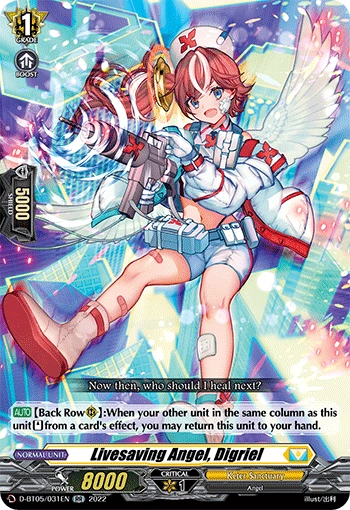 1
GRADE
BOOST
5000
SHIELD
Now then, who should I heal next?
AUTO 【Back Row】:When your other unit in the same column as this
unit from a card's effect, you may return this unit to your hand.
NORMAL UNIT
Livesaving Angel, Digriel
POWER 8000
CRITICAL
1
Keter Sanctuary
Angel
D-BT05/031EN RR 2022
illust/出利